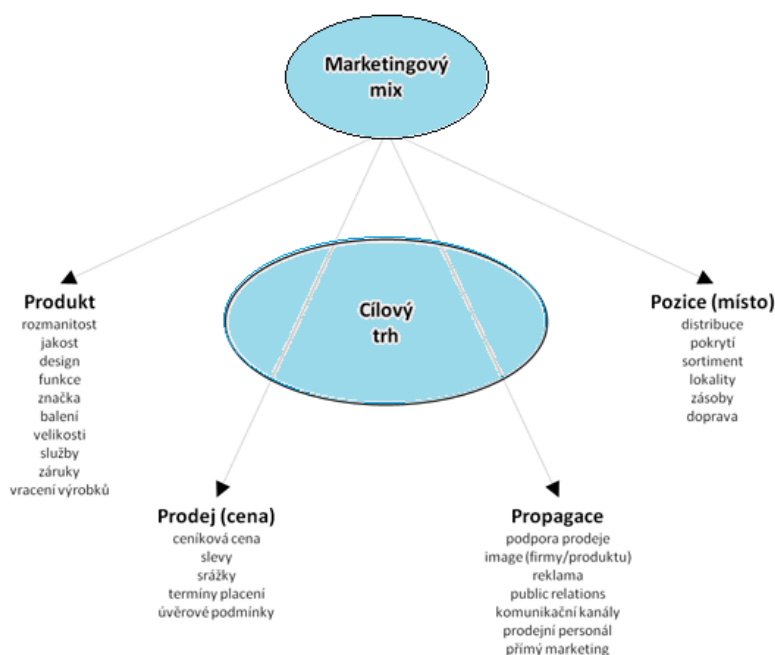 Marketingový
mix
Cílový
trh
Produkt
rozmanitost
jakost
design
funkce
značka
balení
velikosti
služby
záruky
vracení výrobků
Prodej (cena)
ceníková cena
slevy
srážky
termíny placení
úvěrové podmínky
Propagace
podpora prodeje
image (firmy/produktu)
reklama
public relations
komunikační kanály
prodejní personál
přímý marketing
Pozice (místo)
distribuce
pokrytí
sortiment
lokality
zásoby
doprava